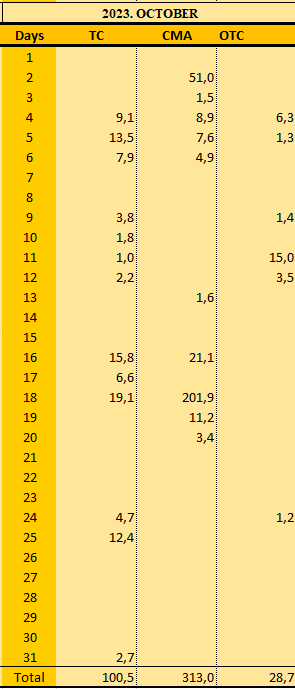 2023. OCTOBER
Days TC CMA OTC
1
2 51,0
3 1,5
4 9,1 8,9 6,3
5 13,5 7,6 1,3
6 7,9 4,9
7
8
9 3,8 1,4
10 1,8
11 1,0 15,0
12 2,2 3,5
13 1,6
14
15
16 15,8 21,1
17 6,6
18 19,1 201,9
19 11,2
20 3,4
21
22
23
24 4,7 1,2
25 12,4
26
27
28
29
30
31 2,7
Total 100,5 313,0 28,7